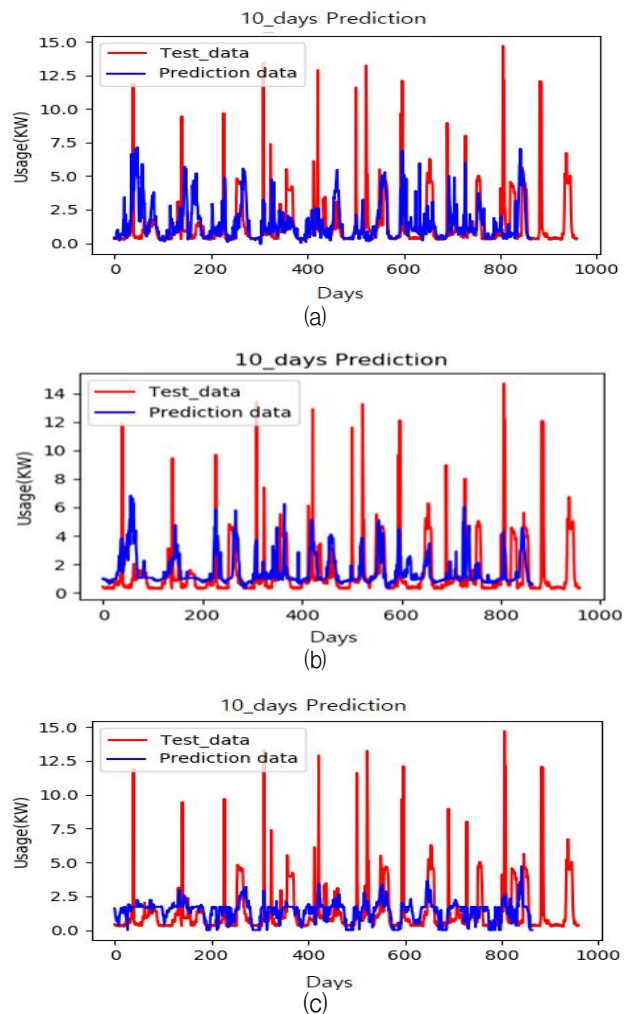 10_days Prediction
15.0
12.5
10.0
7.5
5.0
2.5
0.0
Usage(KW)
Test_data
Prediction data
0 200 400 600 800 1000
Days
(a)
10_days Prediction
14
12
10
8
6
4
2
0
Usage(KW)
Test_data
Prediction data
0 200 400 600 800 1000
Days
(b)
10_days Prediction
15.0
12.5
10.0
7.5
5.0
2.5
0.0
Usage(KW)
Test_data
Prediction data
0 200 400 600 800 1000
Days
(c)